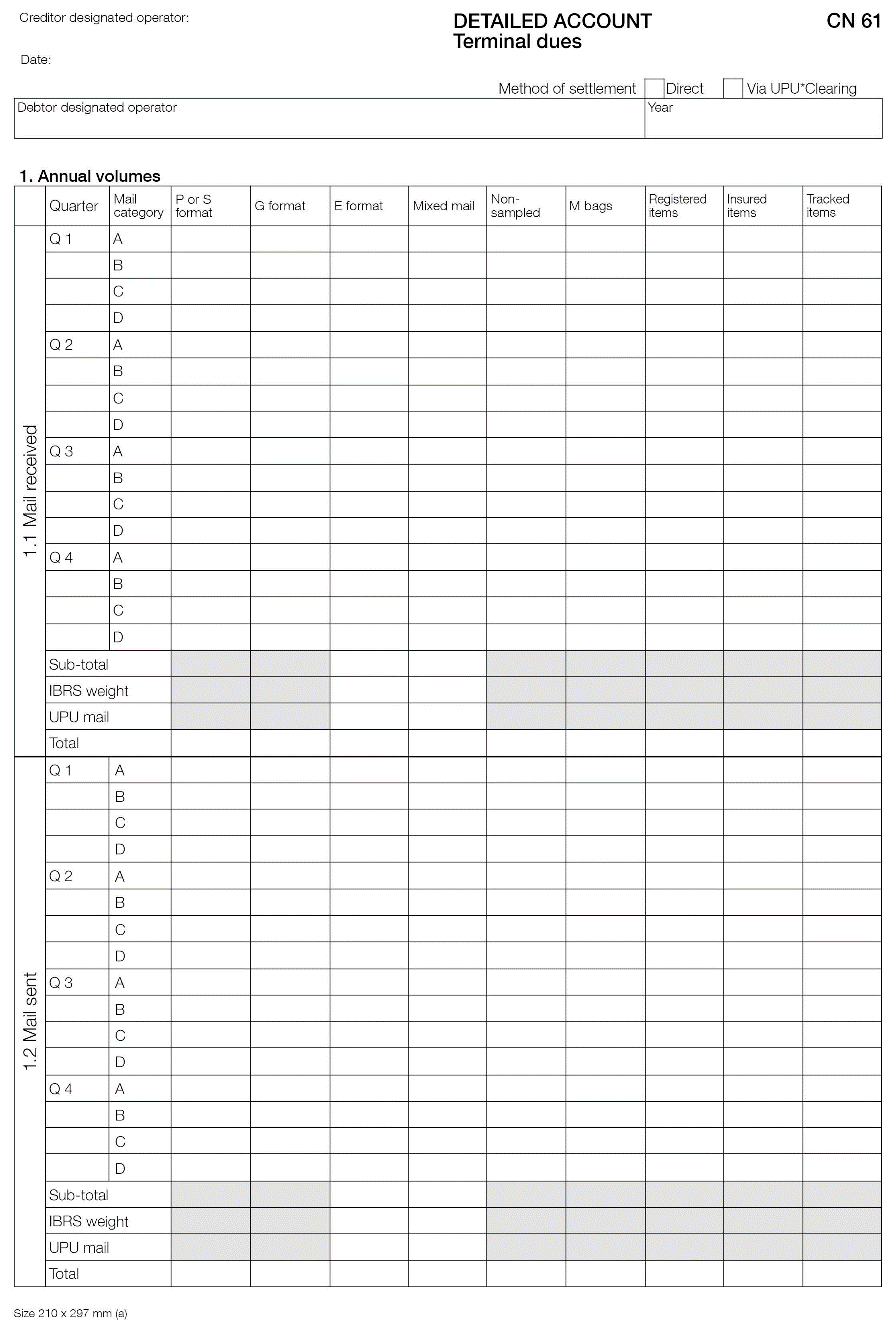 Creditor designated operator:
DETAILED ACCOUNT
CN 61
Terminal dues
Date:
Method of settlement Direct Via UPU*Clearing
Debtor designated operator
Year
1. Annual volumes
Quarter
Mail category
P or S format
G format
E format
Mixed mail
Non-sampled
M bags
Registered items
Insured items
Tracked items
1.1 Mail received
Q 1 A
B
C
D
Q 2 A
B
C
D
Q 3 A
B
C
D
Q 4 A
B
C
D
Sub-total
IBRS weight
UPU mail
Total
1.2 Mail sent
Q 1 A
B
C
D
Q 2 A
B
C
D
Q 3 A
B
C
D
Q 4 A
B
C
D
Sub-total
IBRS weight
UPU mail
Total
Size 210 x 297 mm (a)